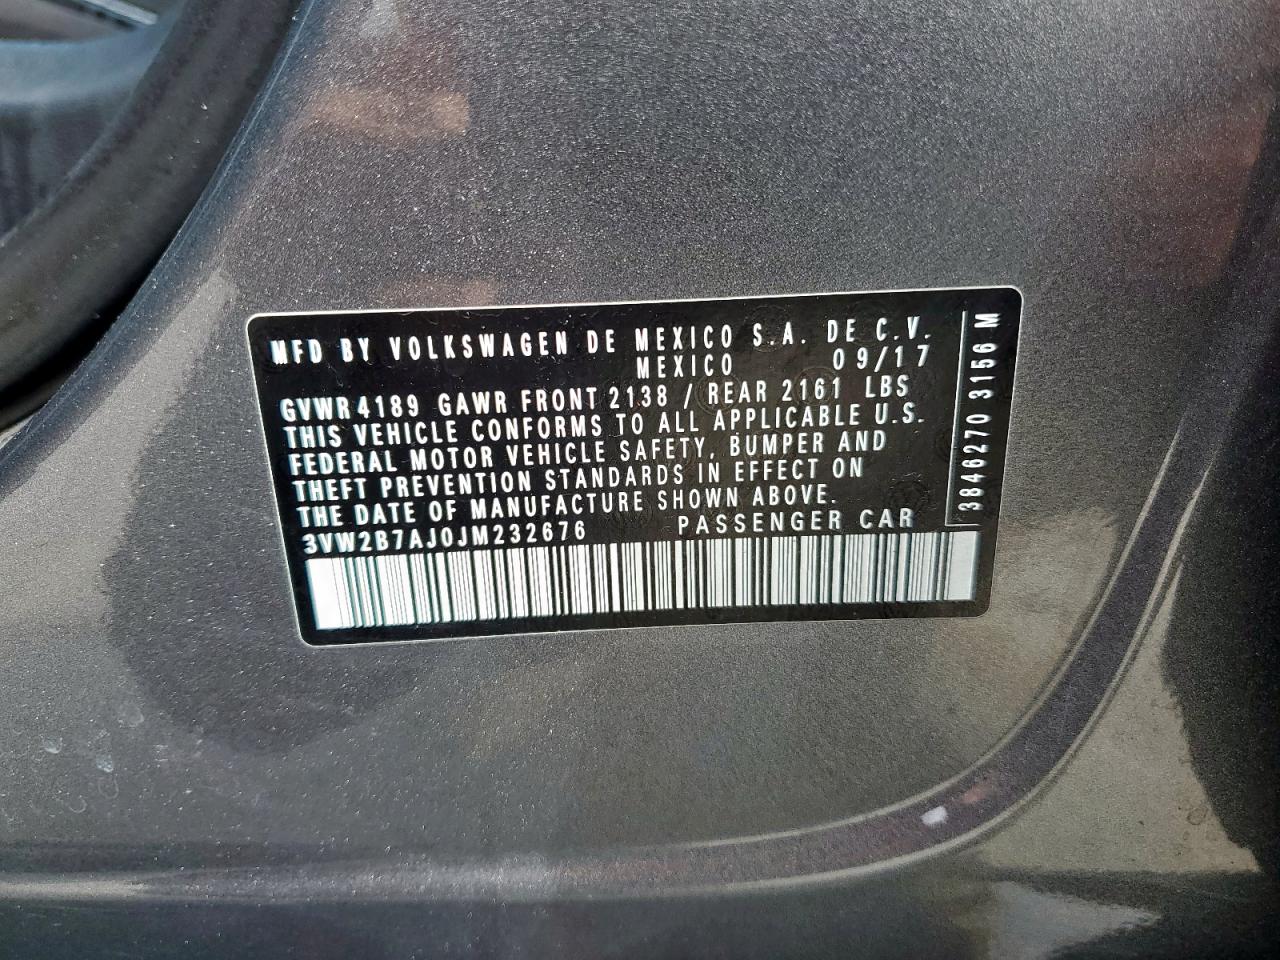 MFD BY VOLKSWAGEN DE MEXICO S.A. DE C.V.
MEXICO 09/17
GVWR 4189 GAWR FRONT 2138 / REAR 2161 LBS
THIS VEHICLE CONFORMS TO ALL APPLICABLE U.S.
FEDERAL MOTOR VEHICLE SAFETY, BUMPER AND
THEFT PREVENTION STANDARDS IN EFFECT ON
THE DATE OF MANUFACTURE SHOWN ABOVE.
3VW2B7AJ0JM232676 PASSENGER CAR
3846270 3156 M